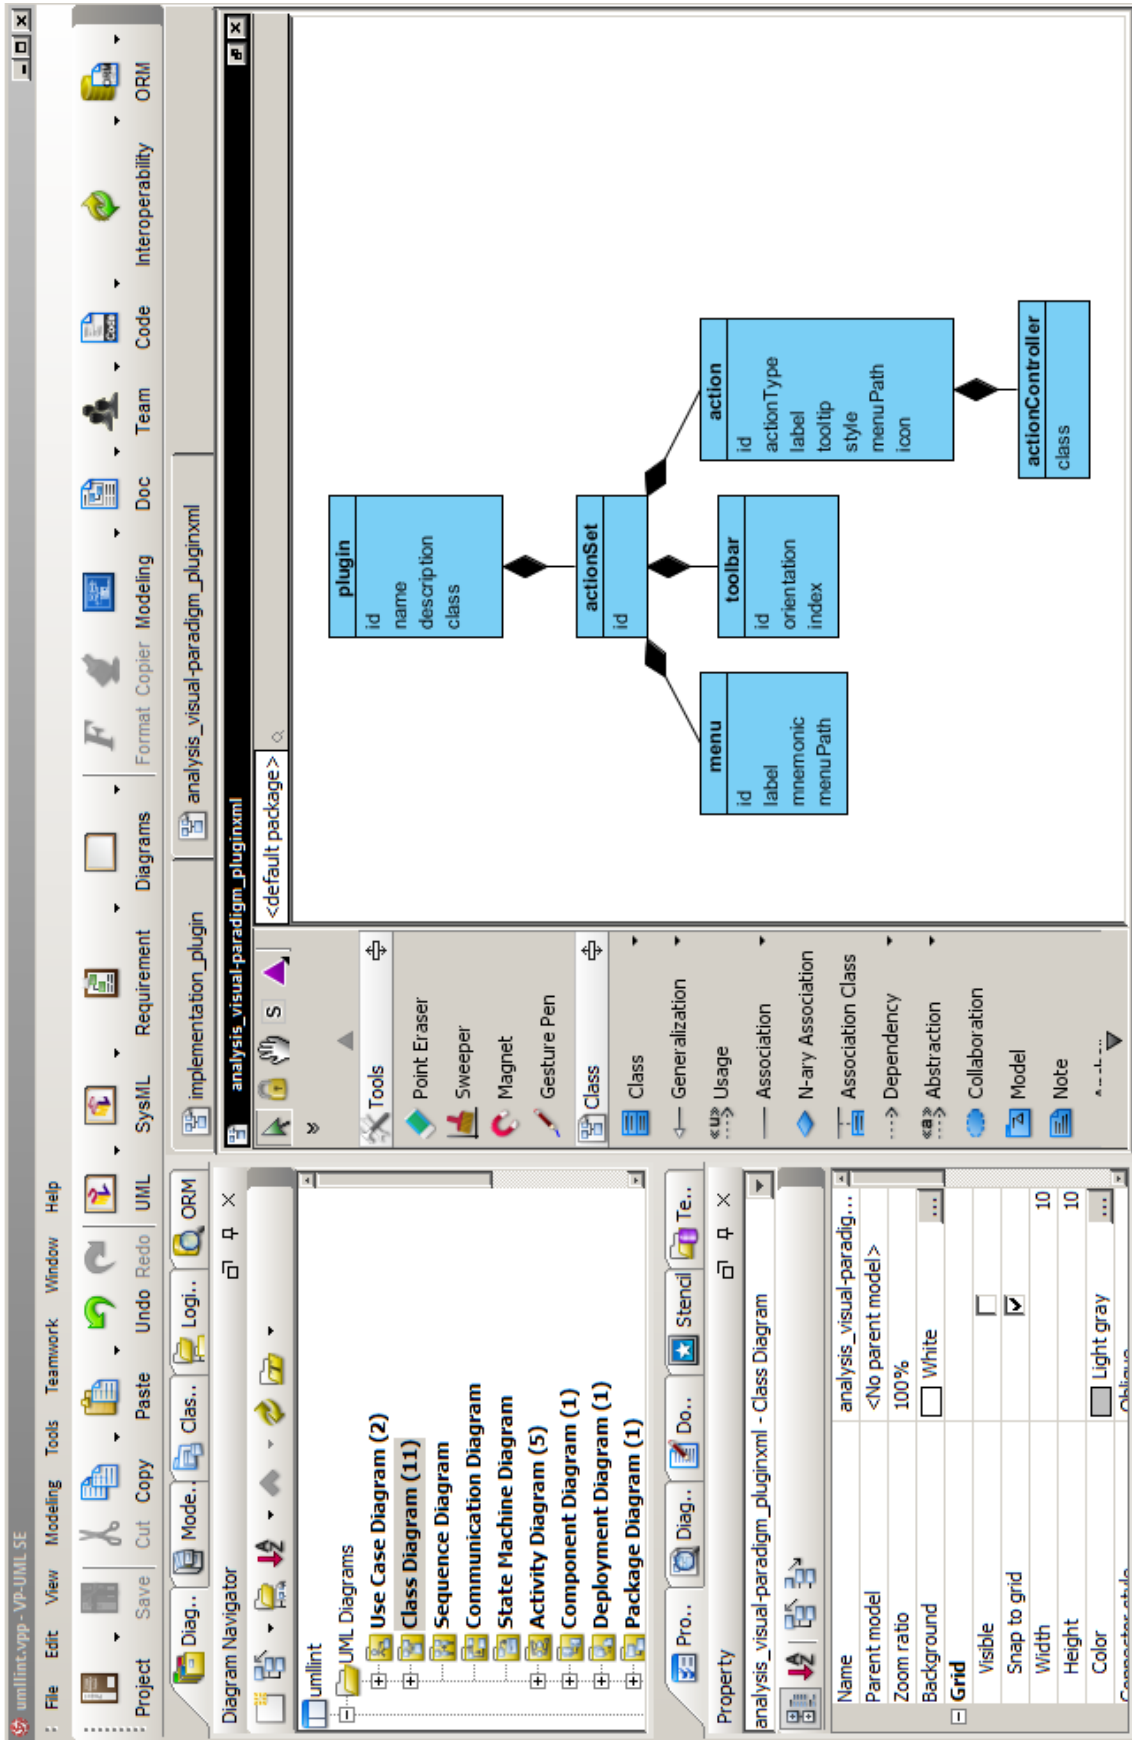 umllint.vpp - VP-UML SE
File Edit View Modeling Tools Teamwork Window Help
Project Save Cut Copy Paste Undo Redo UML SysML Requirement Diagrams Format Copier Modeling Doc Team Code Interoperability ORM
Diag.. Mode.. Clas.. Logi.. ORM
Diagram Navigator
umllint
UML Diagrams
Use Case Diagram (2)
Class Diagram (11)
Sequence Diagram
Communication Diagram
State Machine Diagram
Activity Diagram (5)
Component Diagram (1)
Deployment Diagram (1)
Package Diagram (1)
Pro... Diag.. Do... Stencil Te..
Property
analysis_visual-paradigm_pluginxml - Class Diagram
Name analysis_visual-paradig...
Parent model <No parent model>
Zoom ratio 100%
Background White ...
Grid
Visible
Snap to grid
Width 10
Height 10
Color Light gray ...
Connector style Oblique
implementation_plugin analysis_visual-paradigm_pluginxml
analysis_visual-paradigm_pluginxml
<default package>
S
Tools
Point Eraser
Sweeper
Magnet
Gesture Pen
Class
Class
Generalization
«u» Usage
Association
N-ary Association
Association Class
Dependency
«a» Abstraction
Collaboration
Model
Note
plugin
id
name
description
class
actionSet
id
menu
id
label
mnemonic
menuPath
toolbar
id
orientation
index
action
id
actionType
label
tooltip
style
menuPath
icon
actionController
class